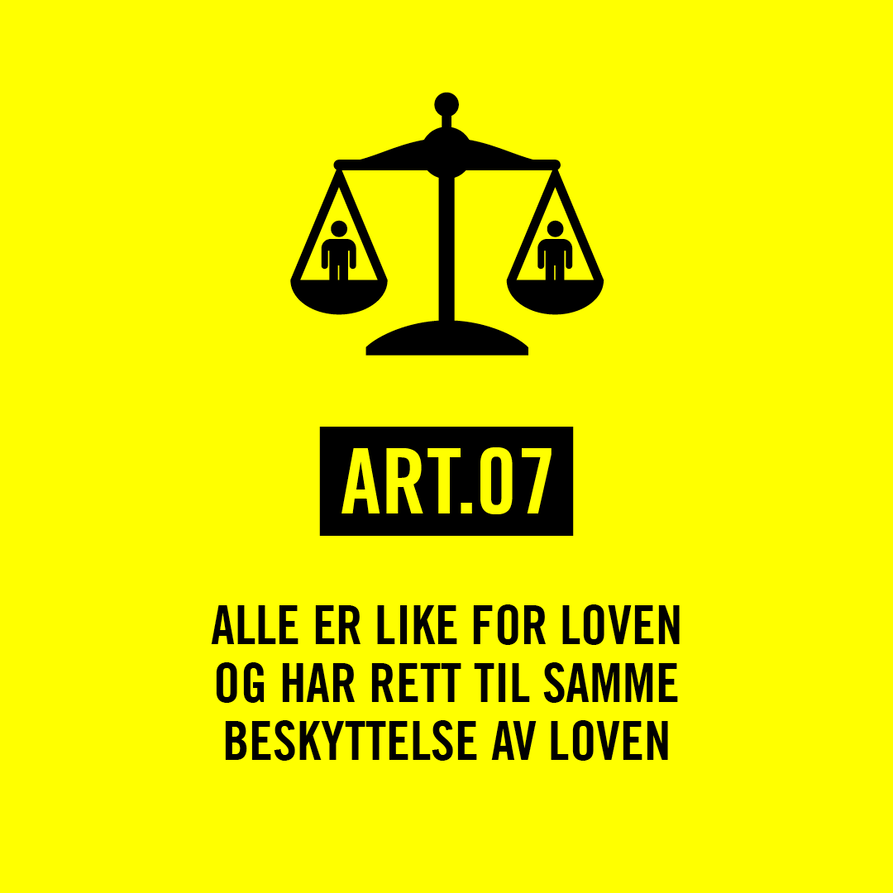 ART.07
ALLE ER LIKE FOR LOVEN
OG HAR RETT TIL SAMME
BESKYTTELSE AV LOVEN